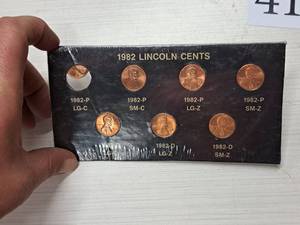 41
1982 LINCOLN CENTS
1982-P 1982-P 1982-P 1982-P
LG-C SM-C LG-Z SM-Z
1982-D 1982-D
LG-Z SM-Z